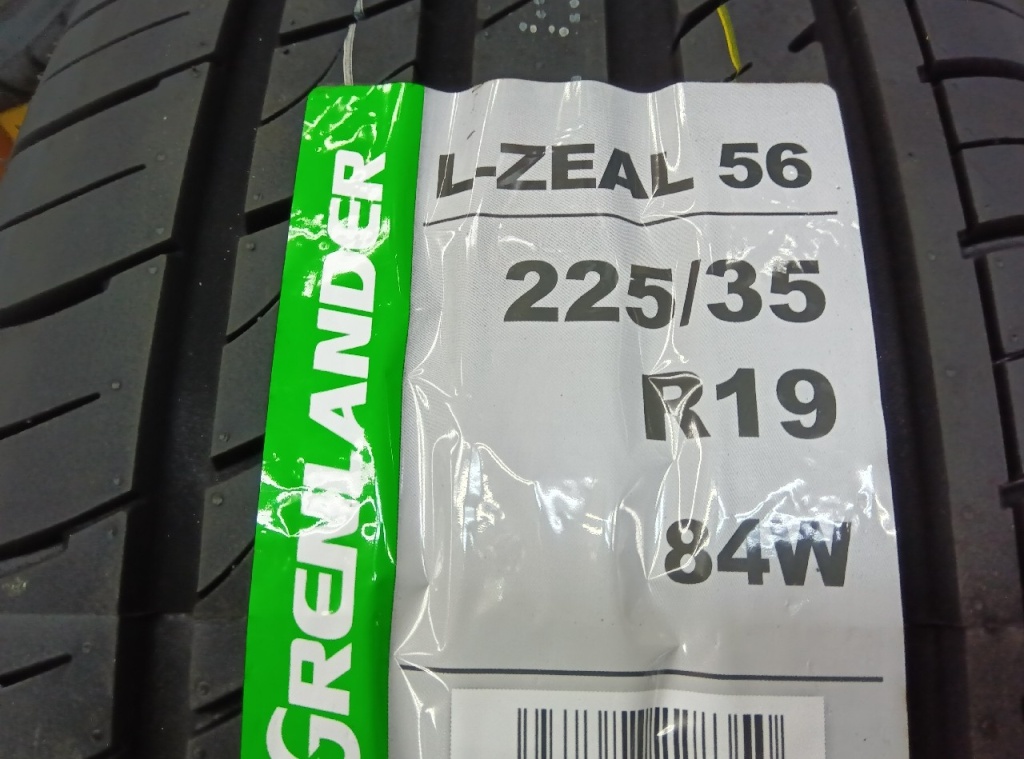 L-ZEAL 56
225/35
R19
84W
GRENLANDER